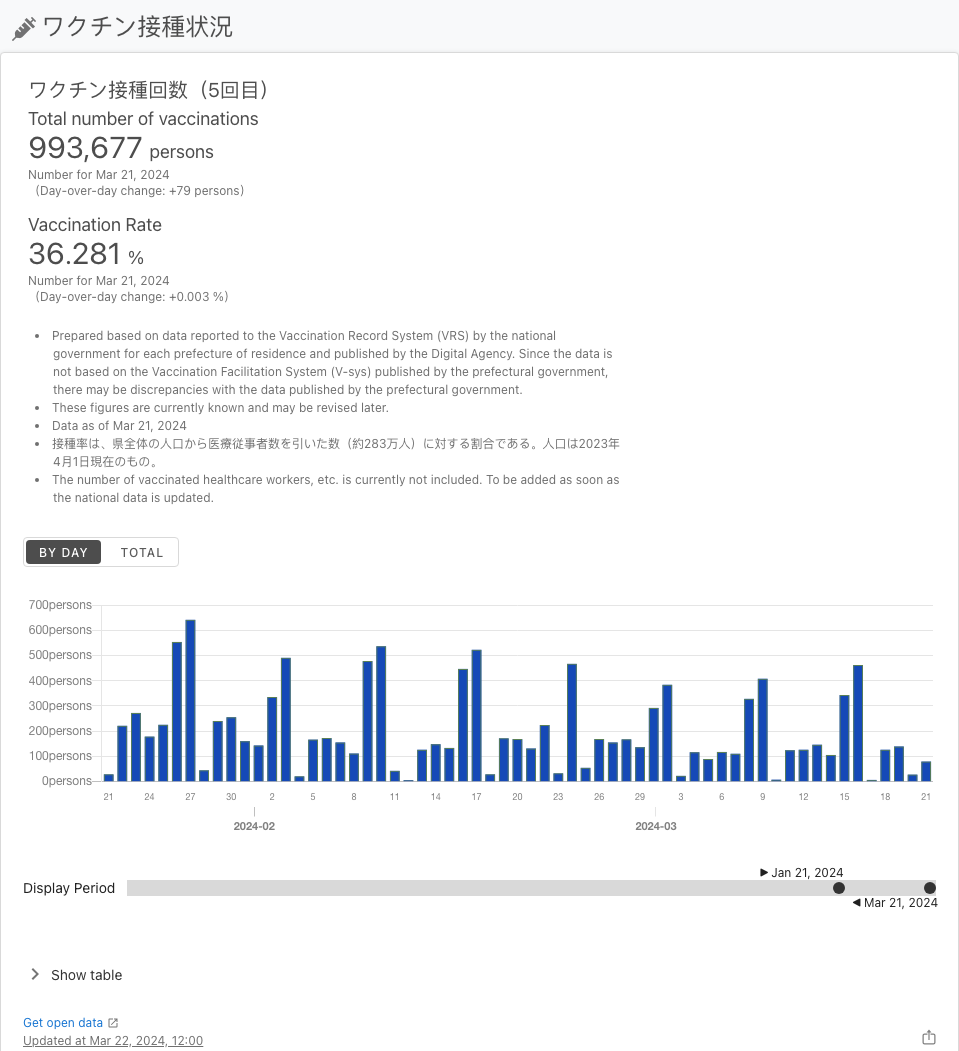 ワクチン接種状況
ワクチン接種回数（5回目）
Total number of vaccinations
993,677 persons
Number for Mar 21, 2024
（Day-over-day change: +79 persons）
Vaccination Rate
36.281 %
Number for Mar 21, 2024
（Day-over-day change: +0.003 %）
• Prepared based on data reported to the Vaccination Record System (VRS) by the national
government for each prefecture of residence and published by the Digital Agency. Since the data is
not based on the Vaccination Facilitation System (V-sys) published by the prefectural government,
there may be discrepancies with the data published by the prefectural government.
• These figures are currently known and may be revised later.
• Data as of Mar 21, 2024
• 接種率は、県全体の人口から医療従事者数を引いた数（約283万人）に対する割合である。人口は2023年
4月1日現在のもの。
• The number of vaccinated healthcare workers, etc. is currently not included. To be added as soon as
the national data is updated.
BY DAY TOTAL
700persons
600persons
500persons
400persons
300persons
200persons
100persons
0persons
21 24 27 30 2 5 8 11 14 17 20 23 26 29 3 6 9 12 15 18 21
2024-02 2024-03
Jan 21, 2024
Display Period
Mar 21, 2024
Show table
Get open data
Updated at Mar 22, 2024, 12:00